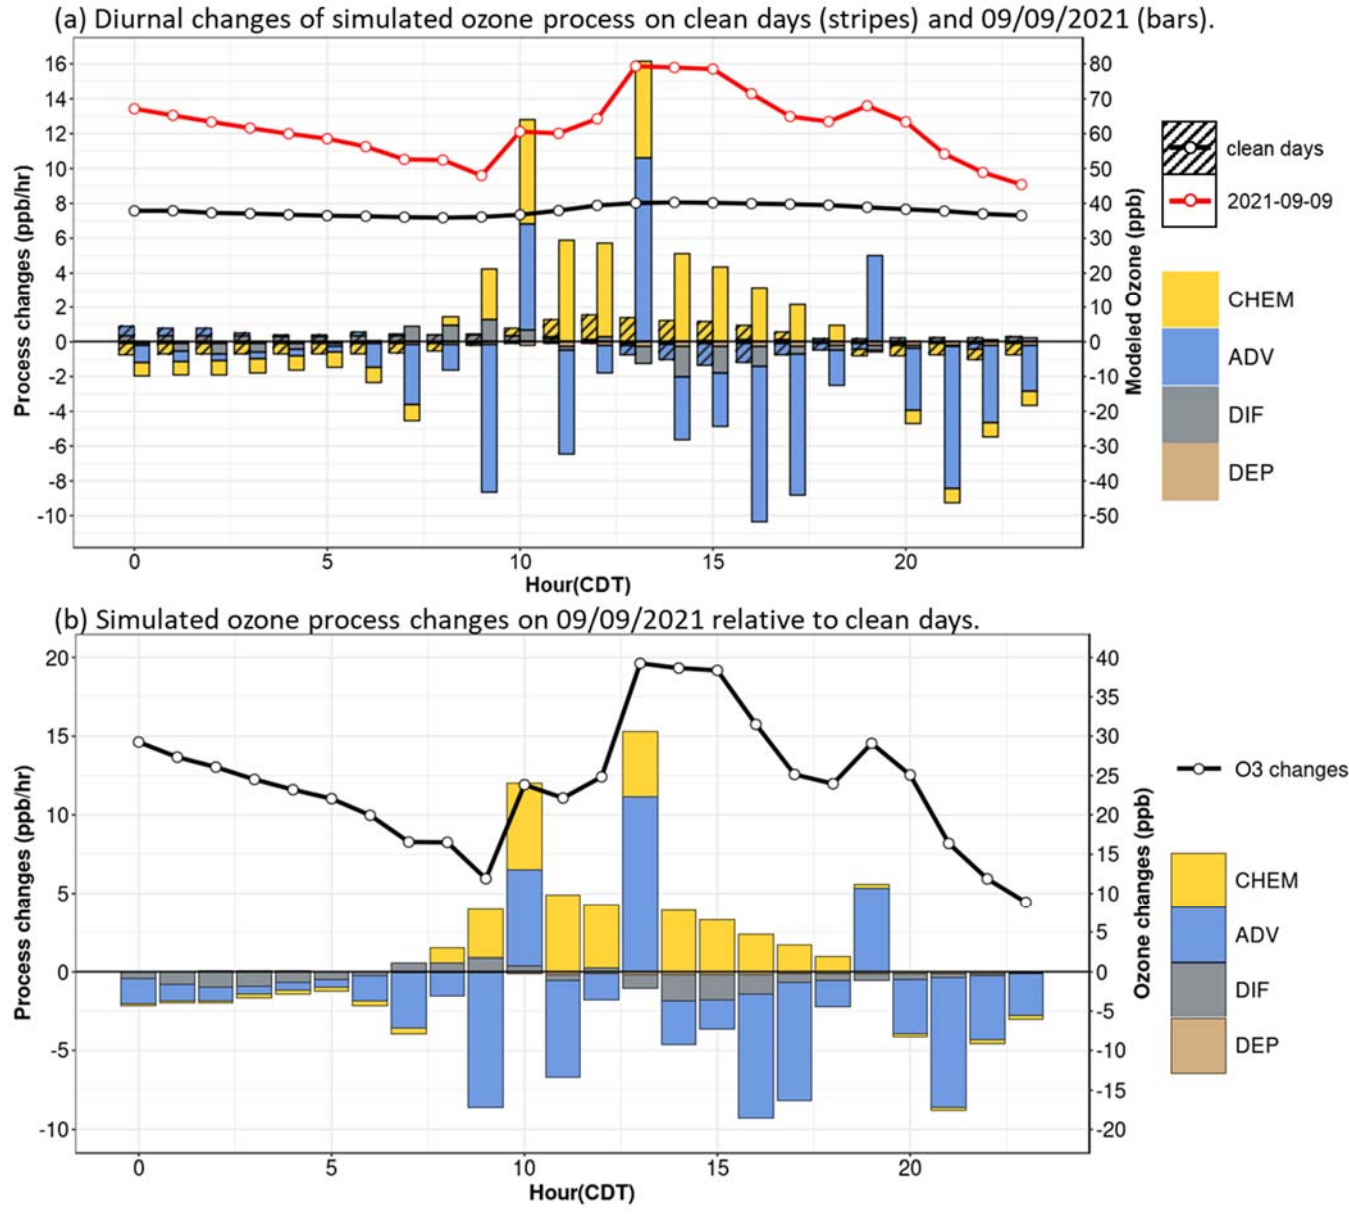 (a) Diurnal changes of simulated ozone process on clean days (stripes) and 09/09/2021 (bars).
16
14
12
10
8
6
4
2
0
-2
-4
-6
-8
-10
Process changes (ppb/hr)
80
70
60
50
40
30
20
10
0
-10
-20
-30
-40
-50
Modeled Ozone (ppb)
0 5 10 15 20
Hour(CDT)
clean days
2021-09-09
CHEM
ADV
DIF
DEP
(b) Simulated ozone process changes on 09/09/2021 relative to clean days.
20
15
10
5
0
-5
-10
Process changes (ppb/hr)
40
35
30
25
20
15
10
5
0
-5
-10
-15
-20
Ozone changes (ppb)
0 5 10 15 20
Hour(CDT)
O3 changes
CHEM
ADV
DIF
DEP